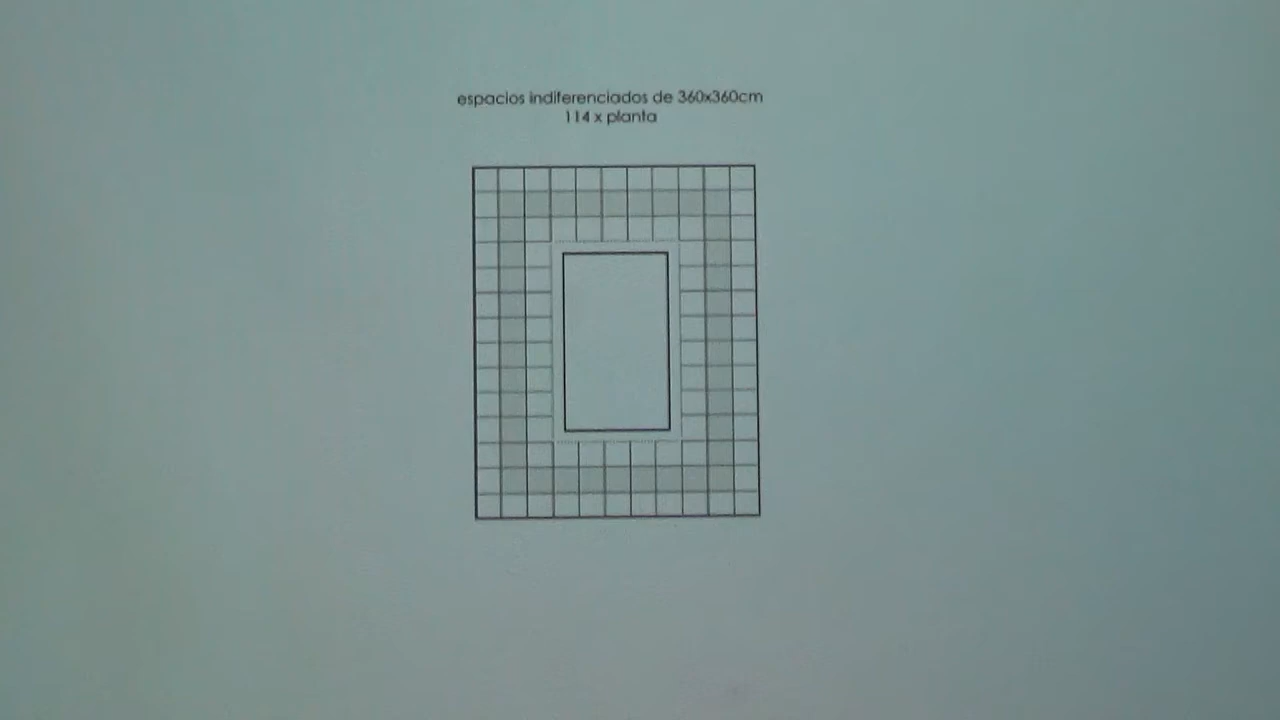 espacios indiferenciados de 360x360cm
114 x planta